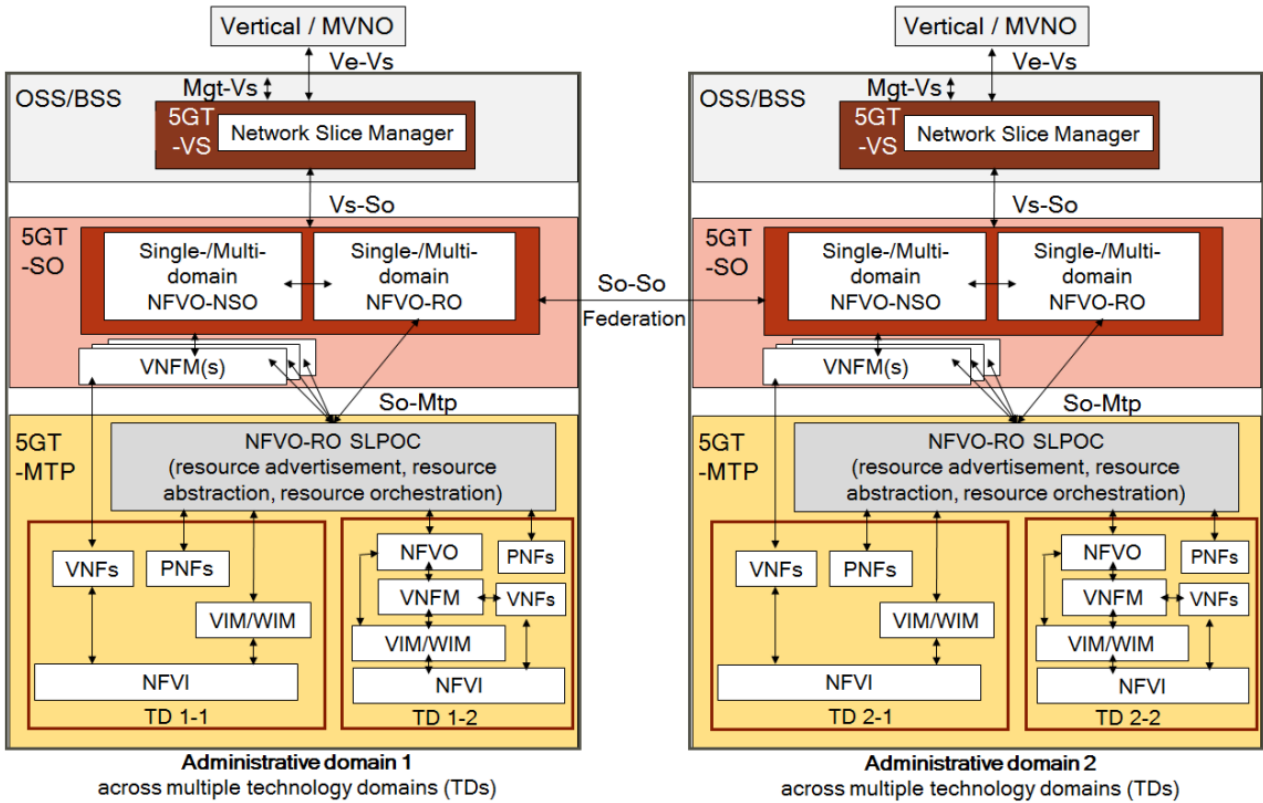 Vertical / MVNO
Ve-Vs
OSS/BSS
Mgt-Vs
5GT
-VS
Network Slice Manager
Vs-So
5GT
-SO
Single-/Multi-
domain
NFVO-NSO
Single-/Multi-
domain
NFVO-RO
VNFM(s)
So-Mtp
5GT
-MTP
NFVO-RO SLPOC
(resource advertisement, resource
abstraction, resource orchestration)
VNFs
PNFs
VIM/WIM
NFVI
TD 1-1
NFVO
PNFs
VNFM
VNFs
VIM/WIM
NFVI
TD 1-2
Administrative domain 1
across multiple technology domains (TDs)
So-So
Federation
Vertical / MVNO
Ve-Vs
OSS/BSS
Mgt-Vs
5GT
-VS
Network Slice Manager
Vs-So
5GT
-SO
Single-/Multi-
domain
NFVO-NSO
Single-/Multi-
domain
NFVO-RO
VNFM(s)
So-Mtp
5GT
-MTP
NFVO-RO SLPOC
(resource advertisement, resource
abstraction, resource orchestration)
VNFs
PNFs
VIM/WIM
NFVI
TD 2-1
NFVO
PNFs
VNFM
VNFs
VIM/WIM
NFVI
TD 2-2
Administrative domain 2
across multiple technology domains (TDs)